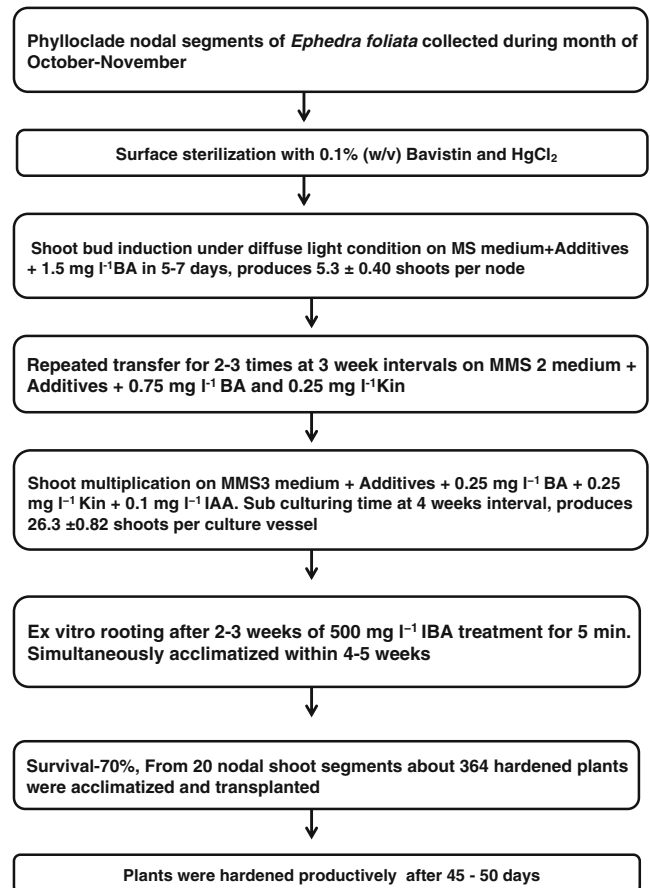 Phylloclade nodal segments of Ephedra foliata collected during month of
October-November
Surface sterilization with 0.1% (w/v) Bavistin and HgCl₂
Shoot bud induction under diffuse light condition on MS medium+Additives
+ 1.5 mg l⁻¹BA in 5-7 days, produces 5.3 ± 0.40 shoots per node
Repeated transfer for 2-3 times at 3 week intervals on MMS 2 medium +
Additives + 0.75 mg l⁻¹ BA and 0.25 mg l⁻¹Kin
Shoot multiplication on MMS3 medium + Additives + 0.25 mg l⁻¹ BA + 0.25
mg l⁻¹ Kin + 0.1 mg l⁻¹ IAA. Sub culturing time at 4 weeks interval, produces
26.3 ±0.82 shoots per culture vessel
Ex vitro rooting after 2-3 weeks of 500 mg l⁻¹ IBA treatment for 5 min.
Simultaneously acclimatized within 4-5 weeks
Survival-70%, From 20 nodal shoot segments about 364 hardened plants
were acclimatized and transplanted
Plants were hardened productively after 45 - 50 days